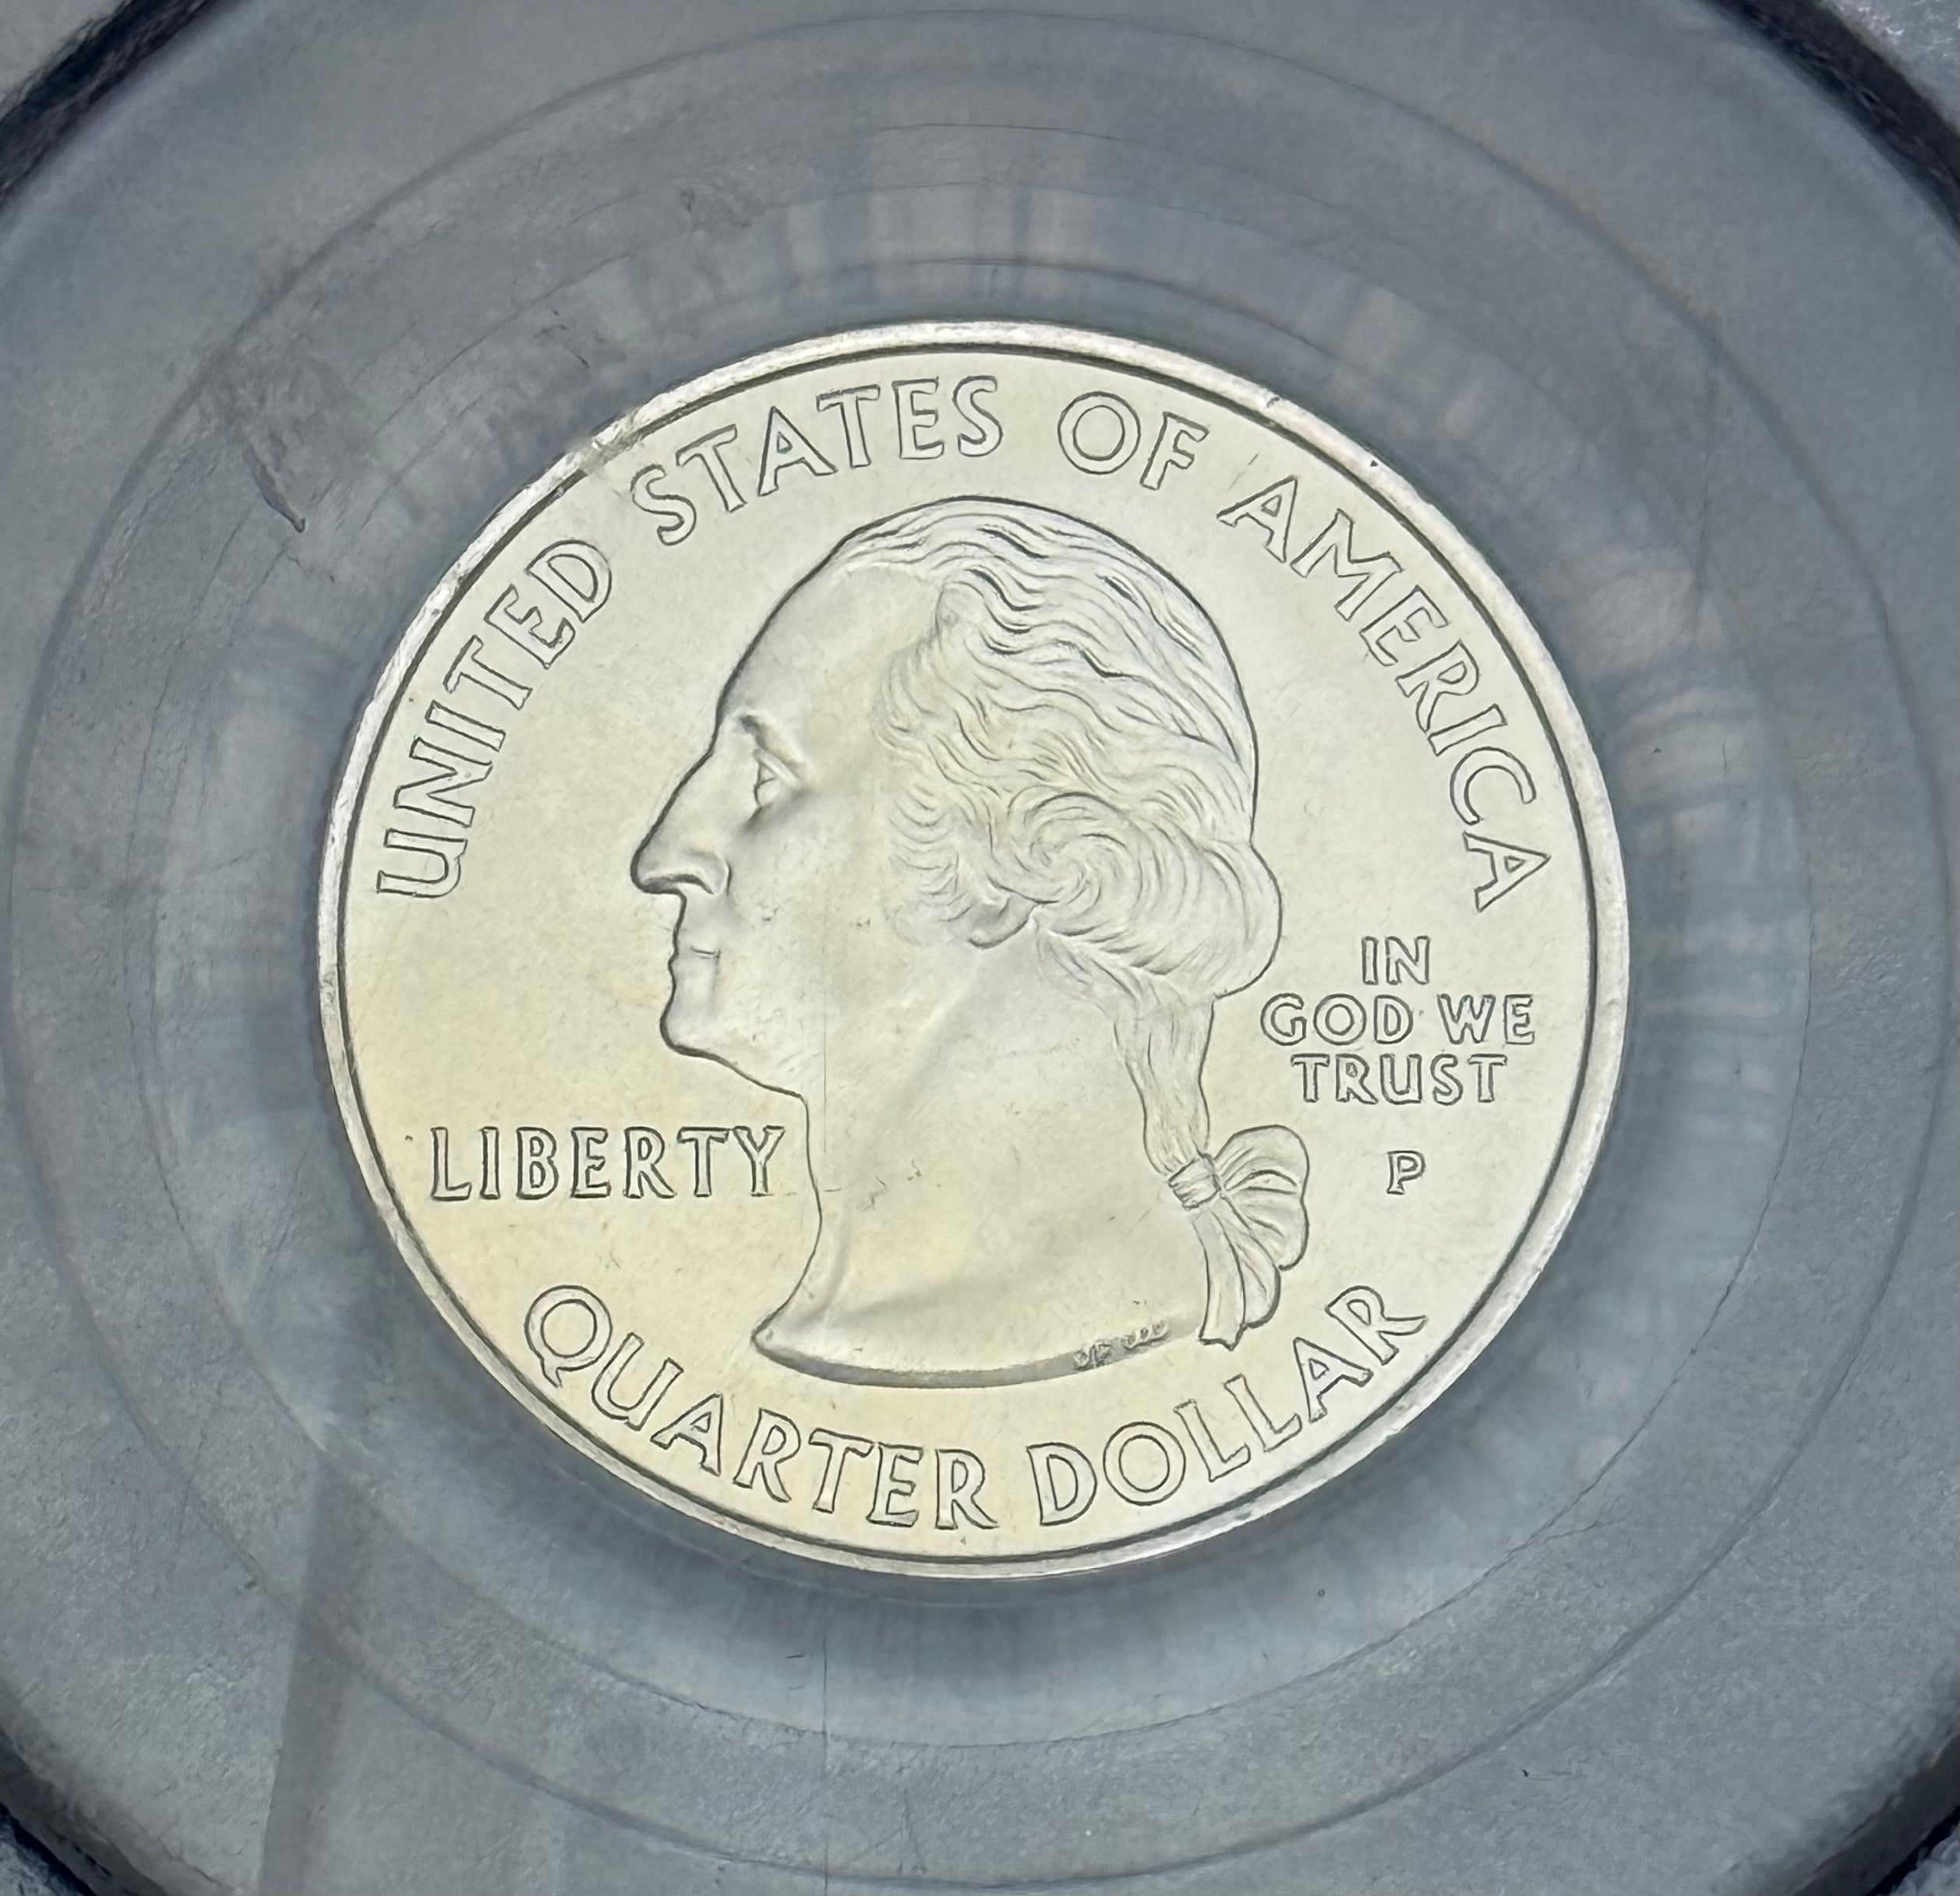 UNITED STATES OF AMERICA
IN
GOD WE
TRUST
LIBERTY
P
QUARTER DOLLAR